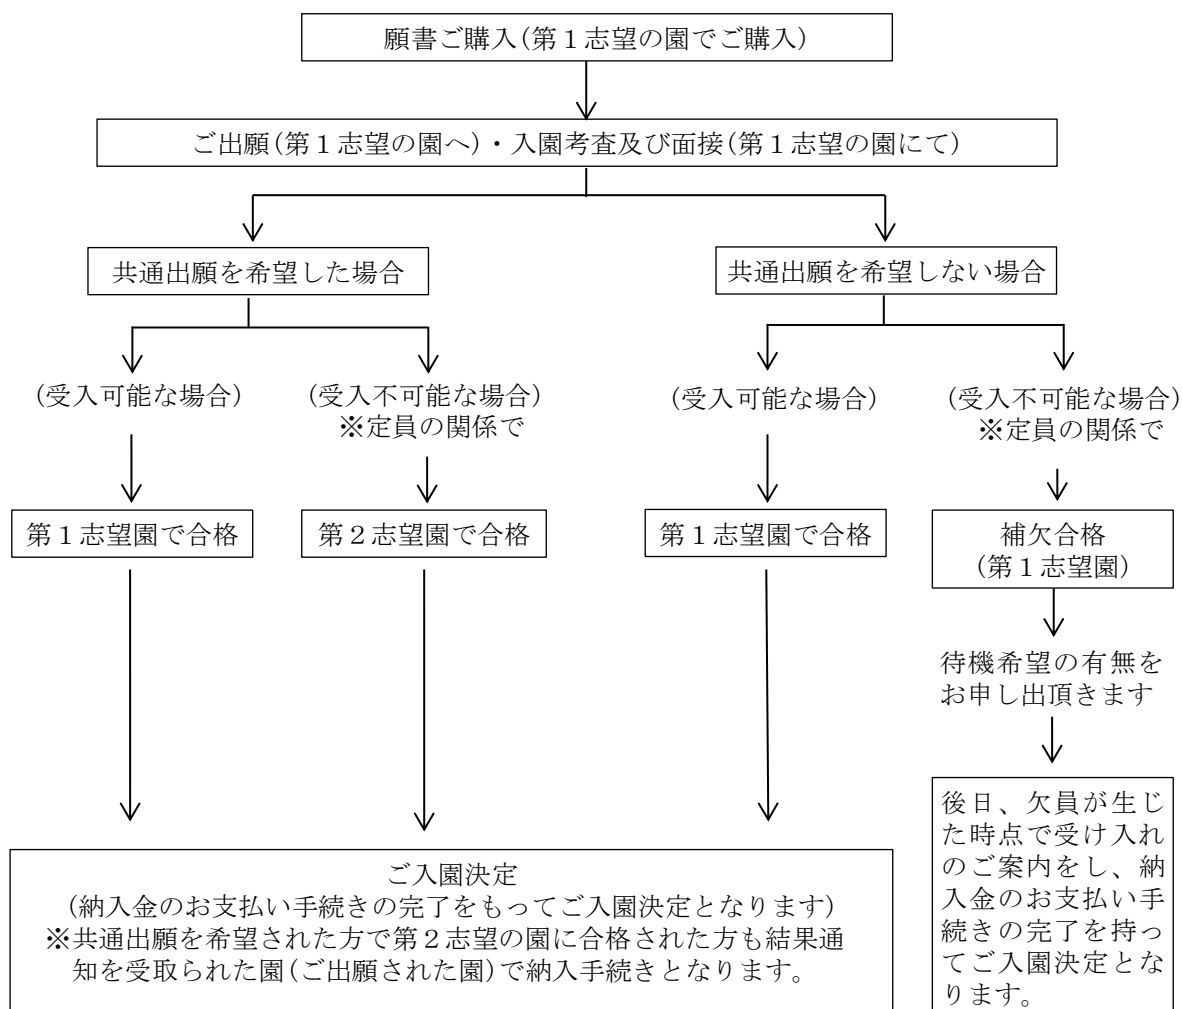 願書ご購入(第１志望の園でご購入)
ご出願(第１志望の園へ)・入園考査及び面接(第１志望の園にて)
共通出願を希望した場合
共通出願を希望しない場合
(受入可能な場合)
(受入不可能な場合)
※定員の関係で
(受入可能な場合)
(受入不可能な場合)
※定員の関係で
第１志望園で合格
第２志望園で合格
第１志望園で合格
補欠合格
(第１志望園)
待機希望の有無を
お申し出頂きます
ご入園決定
(納入金のお支払い手続きの完了をもってご入園決定となります)
※共通出願を希望された方で第２志望の園に合格された方も結果通
知を受取られた園(ご出願された園)で納入手続きとなります。
後日、欠員が生じ
た時点で受け入れ
のご案内をし、納
入金のお支払い手
続きの完了を持っ
てご入園決定とな
ります。